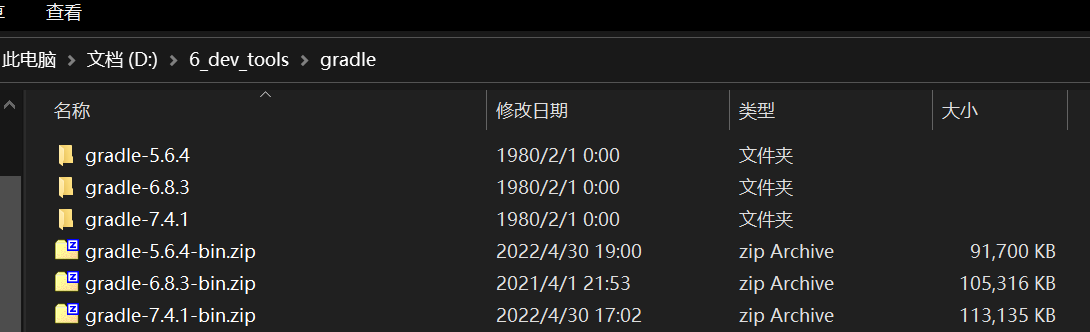 查看
此电脑 > 文档 (D:) > 6_dev_tools > gradle
名称 修改日期 类型 大小
gradle-5.6.4 1980/2/1 0:00 文件夹
gradle-6.8.3 1980/2/1 0:00 文件夹
gradle-7.4.1 1980/2/1 0:00 文件夹
gradle-5.6.4-bin.zip 2022/4/30 19:00 zip Archive 91,700 KB
gradle-6.8.3-bin.zip 2021/4/1 21:53 zip Archive 105,316 KB
gradle-7.4.1-bin.zip 2022/4/30 17:02 zip Archive 113,135 KB